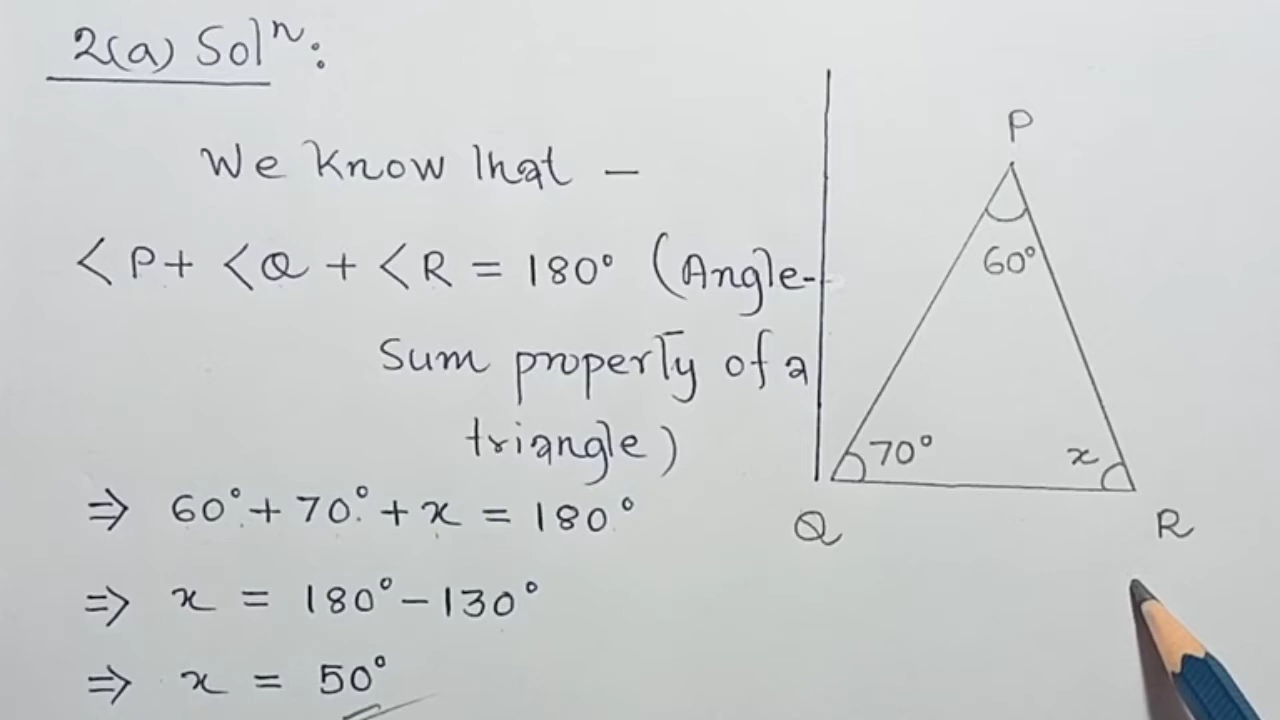 2(a) Solⁿ:
We know that –
<P + <Q + <R = 180° (Angle-
Sum property of a
triangle)
⇒ 60° + 70° + x = 180°
⇒ x = 180° – 130°
⇒ x = 50°
P
60°
70°
x
Q
R